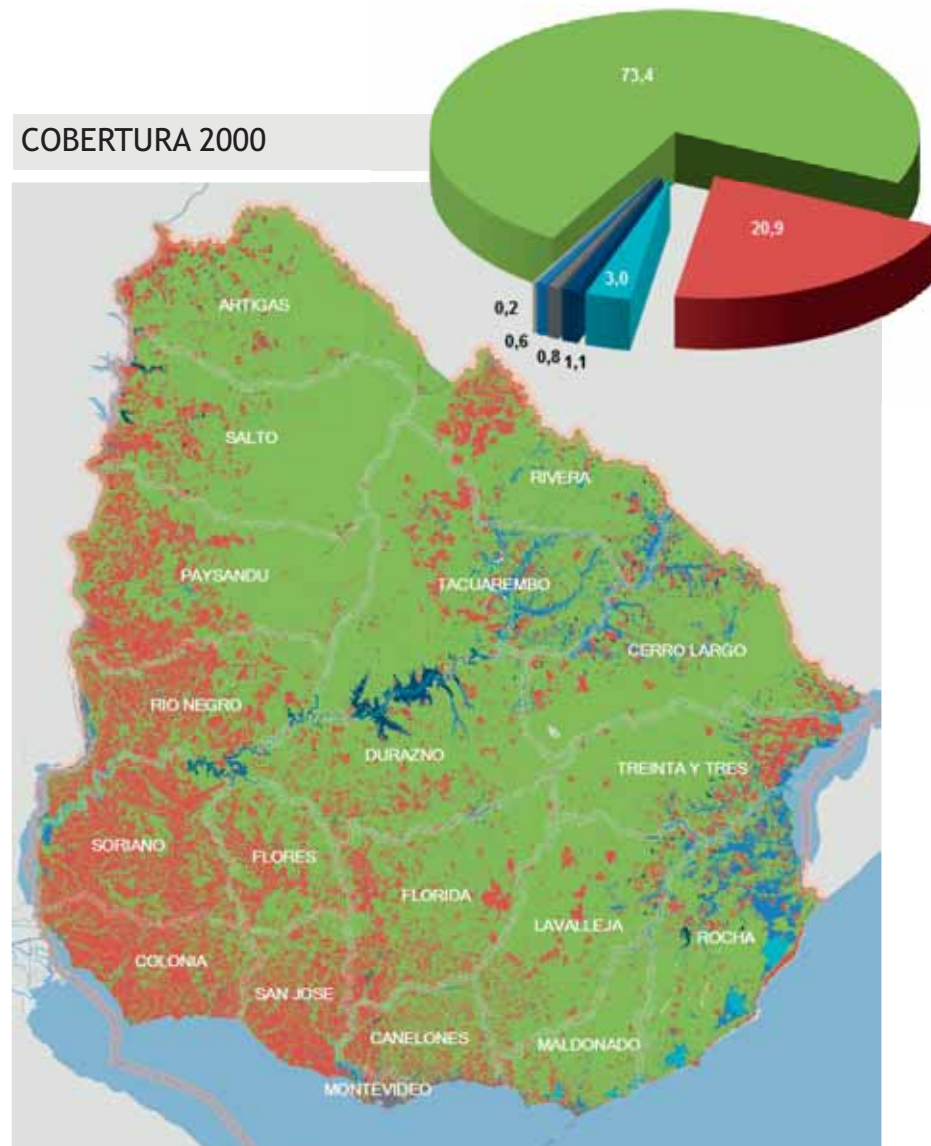 73,4
COBERTURA 2000
20,9
3,0
0,2
0,6
0,8
1,1
ARTIGAS
SALTO
RIVERA
PAYSANDU
TACUAREMBO
CERRO LARGO
RIO NEGRO
DURAZNO
TREINTA Y TRES
SORIANO
FLORES
FLORIDA
LAVALLEJA
ROCHA
COLONIA
SAN JOSE
CANELONES
MALDONADO
MONTEVIDEO